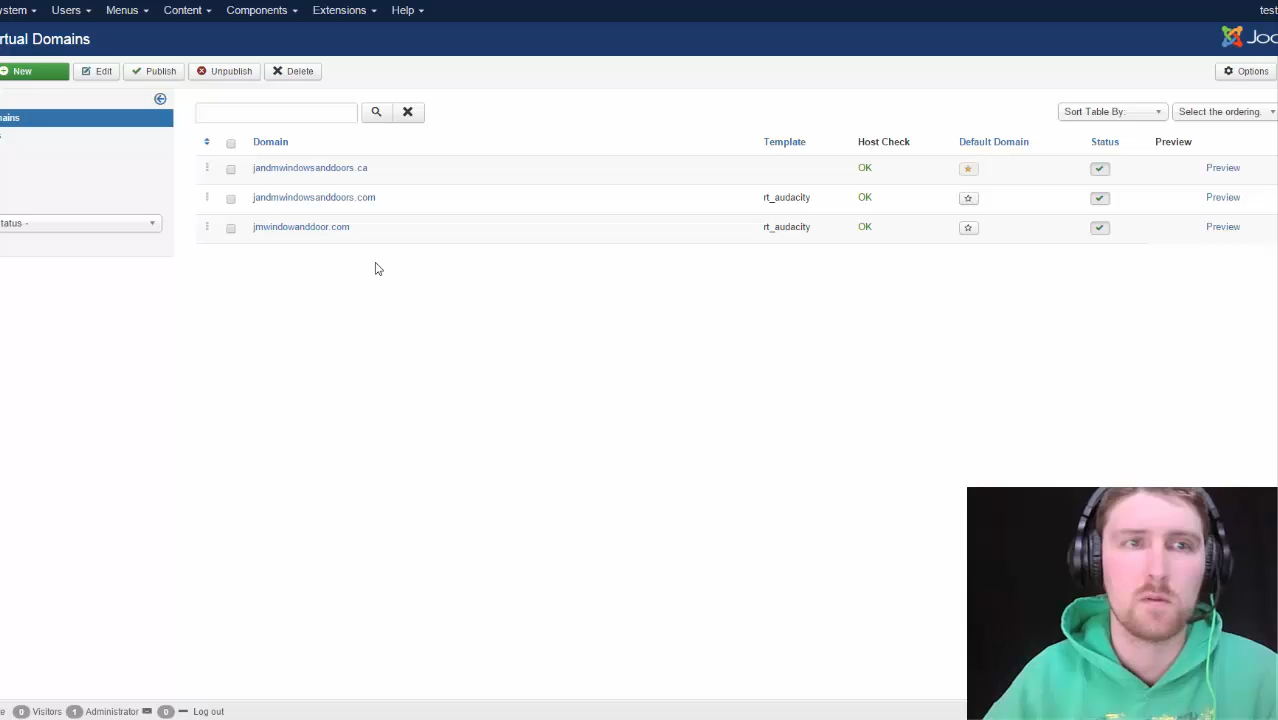 ystem Users Menus Content Components Extensions Help test
rtual Domains Joo
New Edit Publish Unpublish Delete Options
ains
Sort Table By: Select the ordering.
s
Domain Template Host Check Default Domain Status Preview
jandmwindowsanddoors.ca OK Preview
jandmwindowsanddoors.com rt_audacity OK Preview
tatus -
jmwindowanddoor.com rt_audacity OK Preview
e 0 Visitors 1 Administrator 0 Log out